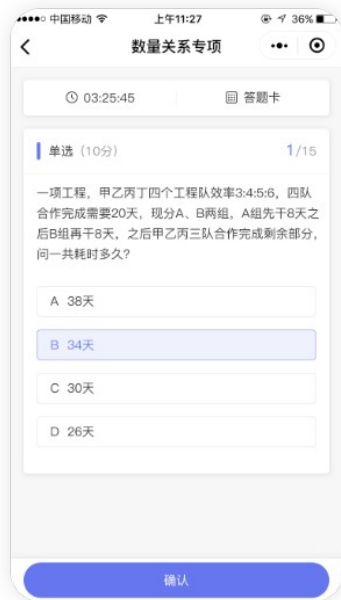 中国移动 上午11:27 36%
数量关系专项
03:25:45 答题卡
单选（10分） 1/15
一项工程，甲乙丙丁四个工程队效率3:4:5:6，四队
合作完成需要20天，现分A、B两组，A组先干8天之
后B组再干8天，之后甲乙丙三队合作完成剩余部分，
问一共耗时多久？
A 38天
B 34天
C 30天
D 26天
确认